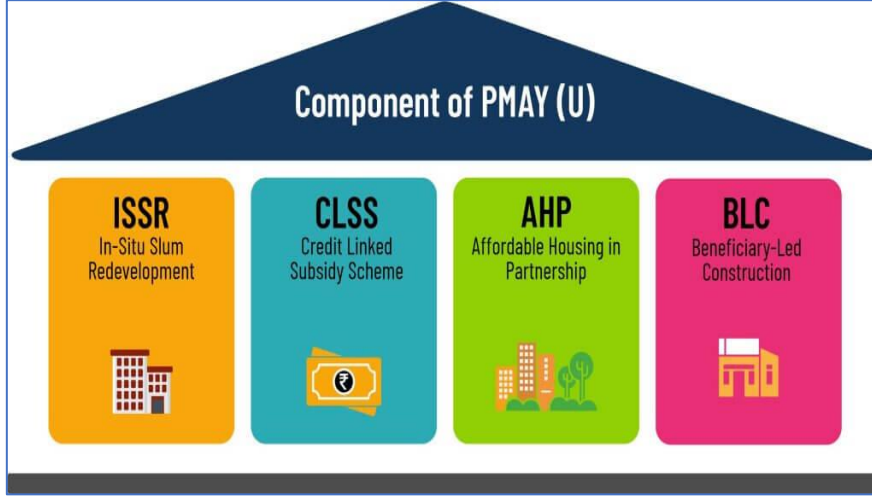 Component of PMAY (U)
ISSR
In-Situ Slum
Redevelopment
CLSS
Credit Linked
Subsidy Scheme
₹
AHP
Affordable Housing in
Partnership
BLC
Beneficiary-Led
Construction